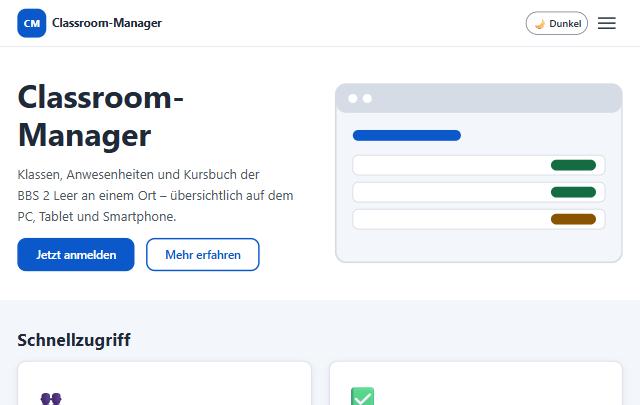 CM Classroom-Manager
Dunkel
Classroom-
Manager
Klassen, Anwesenheiten und Kursbuch der
BBS 2 Leer an einem Ort – übersichtlich auf dem
PC, Tablet und Smartphone.
Jetzt anmelden
Mehr erfahren
Schnellzugriff